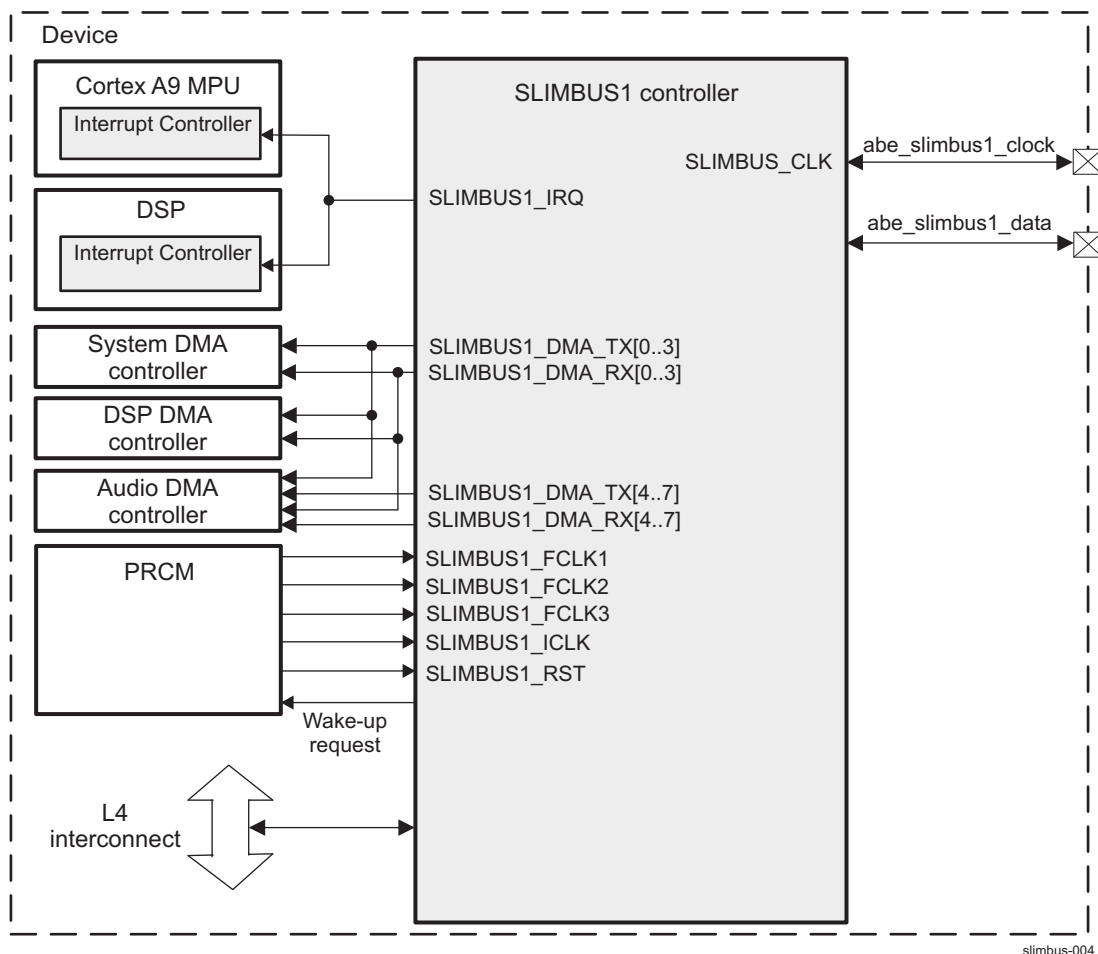 Device
Cortex A9 MPU
Interrupt Controller
DSP
Interrupt Controller
System DMA
controller
DSP DMA
controller
Audio DMA
controller
PRCM
Wake-up
request
L4
interconnect
SLIMBUS1 controller
SLIMBUS_CLK
SLIMBUS1_IRQ
SLIMBUS1_DMA_TX[0..3]
SLIMBUS1_DMA_RX[0..3]
SLIMBUS1_DMA_TX[4..7]
SLIMBUS1_DMA_RX[4..7]
SLIMBUS1_FCLK1
SLIMBUS1_FCLK2
SLIMBUS1_FCLK3
SLIMBUS1_ICLK
SLIMBUS1_RST
abe_slimbus1_clock
abe_slimbus1_data
slimbus-004